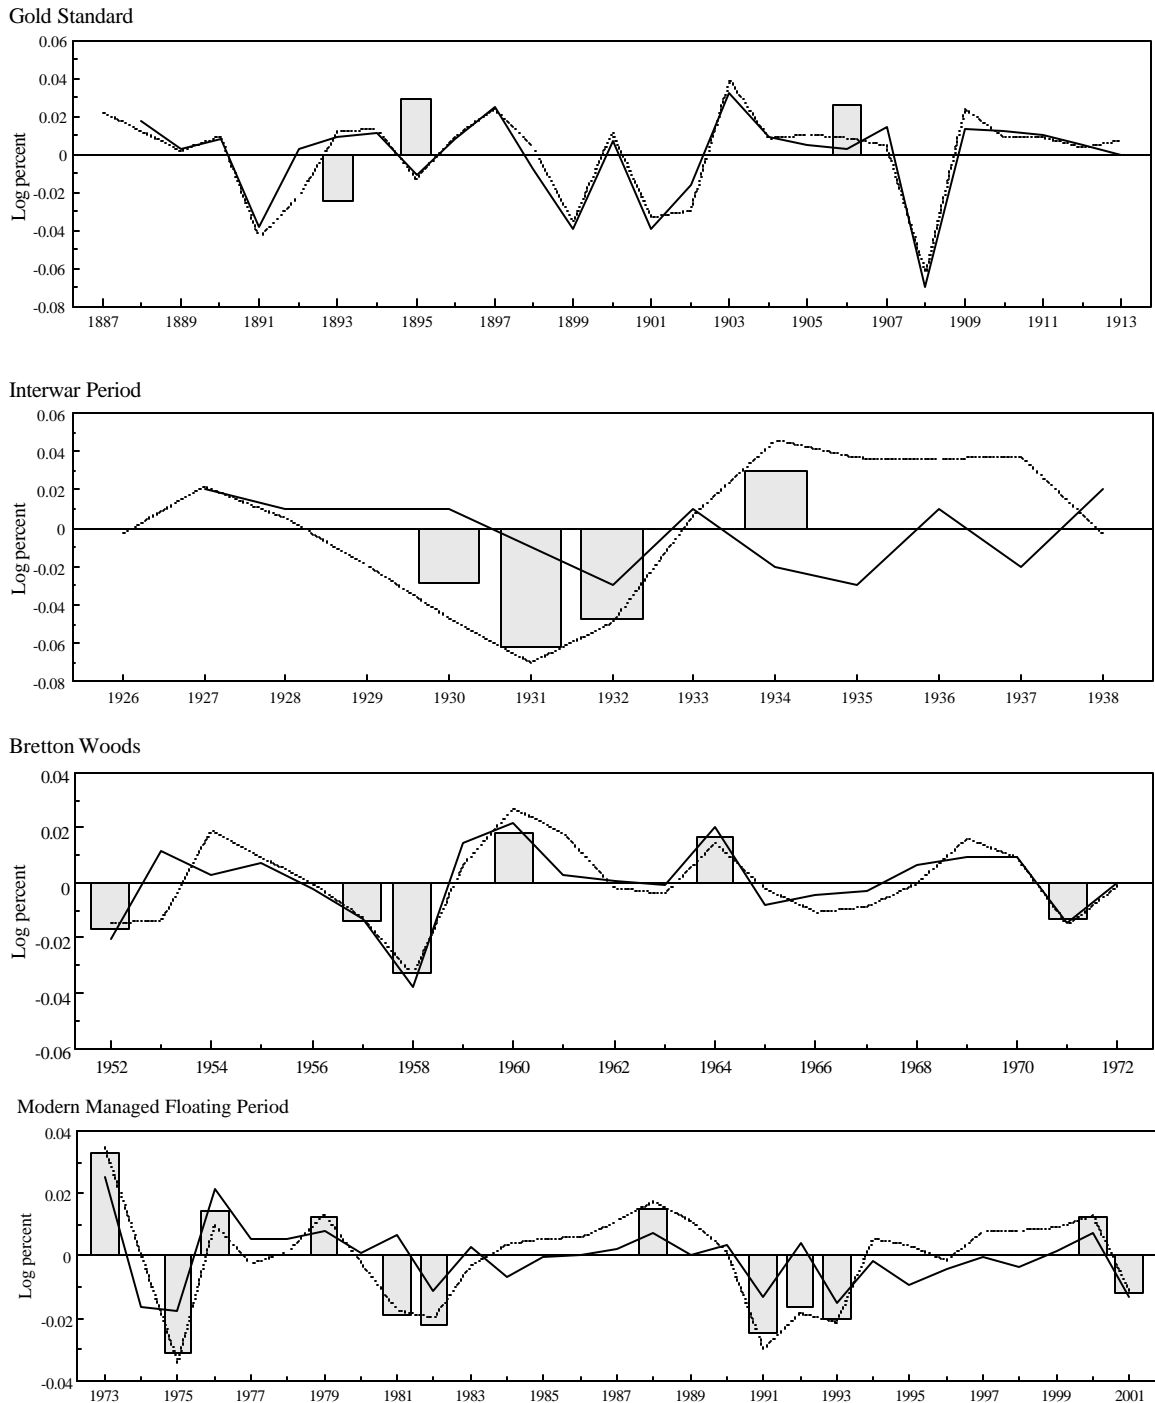 Gold Standard
0.06
0.04
0.02
0
-0.02
-0.04
-0.06
-0.08
Log percent
1887 1889 1891 1893 1895 1897 1899 1901 1903 1905 1907 1909 1911 1913
Interwar Period
0.06
0.04
0.02
0
-0.02
-0.04
-0.06
-0.08
Log percent
1926 1927 1928 1929 1930 1931 1932 1933 1934 1935 1936 1937 1938
Bretton Woods
0.04
0.02
0
-0.02
-0.04
-0.06
Log percent
1952 1954 1956 1958 1960 1962 1964 1966 1968 1970 1972
Modern Managed Floating Period
0.04
0.02
0
-0.02
-0.04
Log percent
1973 1975 1977 1979 1981 1983 1985 1987 1989 1991 1993 1995 1997 1999 2001